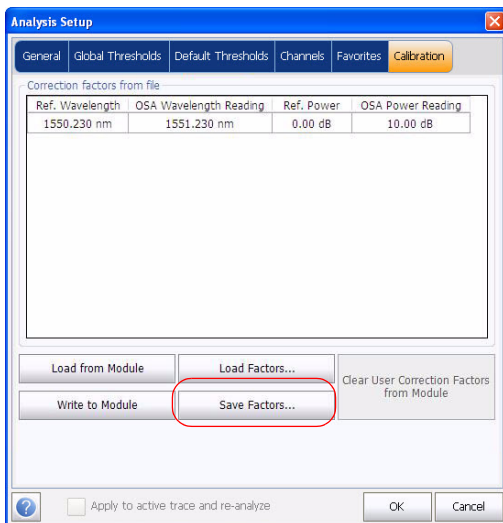 Analysis Setup
General Global Thresholds Default Thresholds Channels Favorites Calibration
Correction factors from file
Ref. Wavelength OSA Wavelength Reading Ref. Power OSA Power Reading
1550.230 nm 1551.230 nm 0.00 dB 10.00 dB
Load from Module Load Factors...
Clear User Correction Factors
from Module
Write to Module Save Factors...
? Apply to active trace and re-analyze OK Cancel